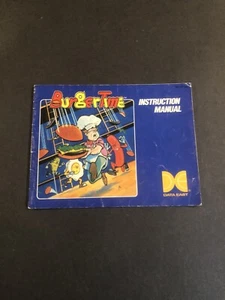 BurgerTime
INSTRUCTION
MANUAL
DATA EAST